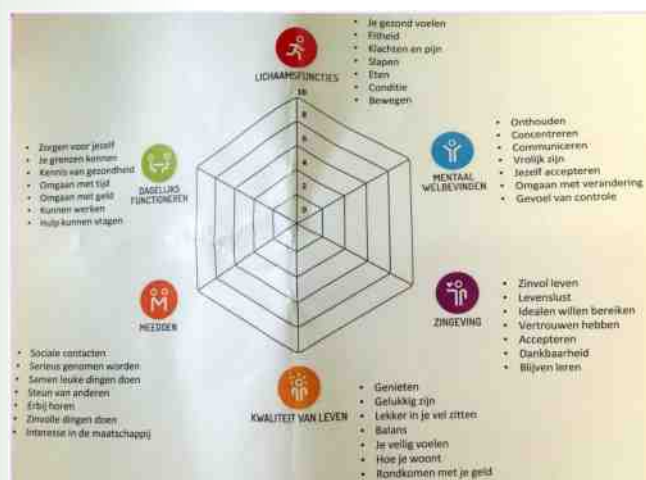 LICHAAMSFUNCTIES
• Je gezond voelen
• Fitheid
• Klachten en pijn
• Slapen
• Eten
• Conditie
• Bewegen
10
8
6
4
2
0
MENTAAL
WELBEVINDEN
• Onthouden
• Concentreren
• Communiceren
• Vrolijk zijn
• Jezelf accepteren
• Omgaan met verandering
• Gevoel van controle
ZINGEVING
• Zinvol leven
• Levenslust
• Idealen willen bereiken
• Vertrouwen hebben
• Accepteren
• Dankbaarheid
• Blijven leren
KWALITEIT VAN LEVEN
• Genieten
• Gelukkig zijn
• Lekker in je vel zitten
• Balans
• Je veilig voelen
• Hoe je woont
• Rondkomen met je geld
MEEDOEN
• Sociale contacten
• Serieus genomen worden
• Samen leuke dingen doen
• Steun van anderen
• Erbij horen
• Zinvolle dingen doen
• Interesse in de maatschappij
DAGELIJKS
FUNCTIONEREN
• Zorgen voor jezelf
• Je grenzen kennen
• Kennis van gezondheid
• Omgaan met tijd
• Omgaan met geld
• Kunnen werken
• Hulp kunnen vragen